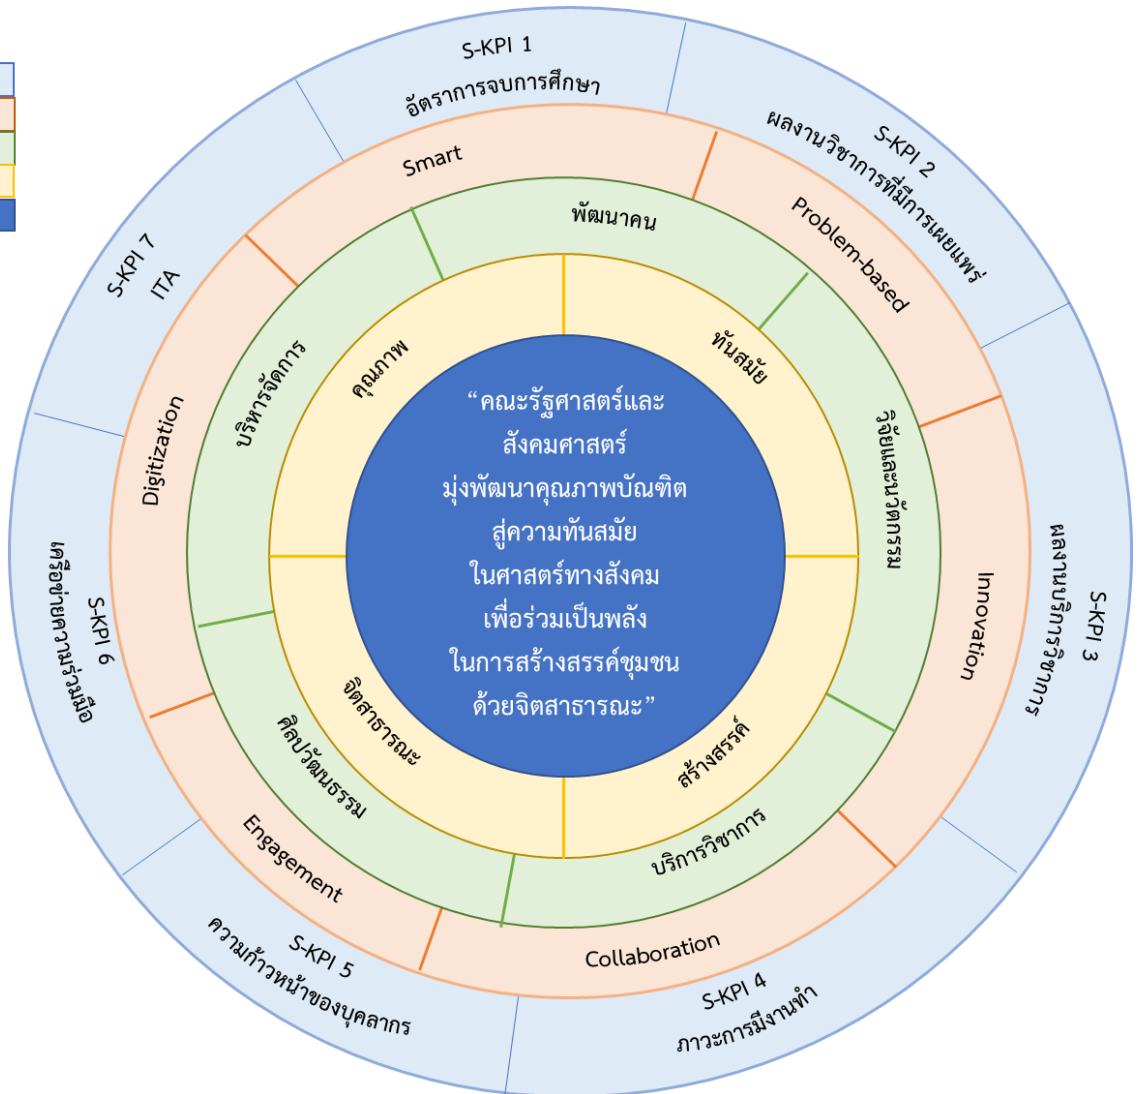 S-KPI 1
อัตราการจบการศึกษา
S-KPI 2
ผลงานวิชาการที่มีการเผยแพร่
S-KPI 3
ผลงานบริการวิชาการ
S-KPI 4
ภาวะการมีงานทำ
S-KPI 5
ความก้าวหน้าของบุคลากร
S-KPI 6
เครือข่ายความร่วมมือ
S-KPI 7
ITA
Smart
Problem-based
Innovation
Collaboration
Engagement
Digitization
พัฒนาคน
วิจัยและนวัตกรรม
บริการวิชาการ
ศิลปวัฒนธรรม
บริหารจัดการ
คุณภาพ
ทันสมัย
สร้างสรรค์
จิตสาธารณะ
“คณะรัฐศาสตร์และ
สังคมศาสตร์
มุ่งพัฒนาคุณภาพบัณฑิต
สู่ความทันสมัย
ในศาสตร์ทางสังคม
เพื่อร่วมเป็นพลัง
ในการสร้างสรรค์ชุมชน
ด้วยจิตสาธารณะ”